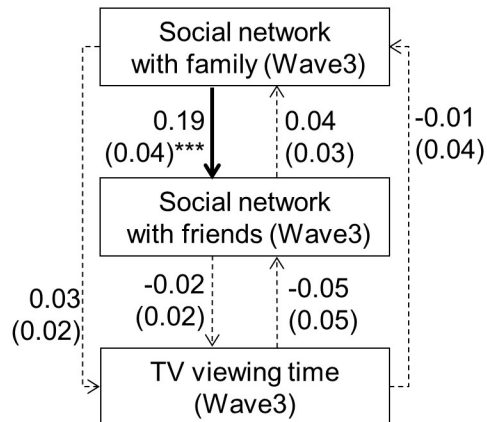 Social network
with family (Wave3)
0.19
(0.04)***
0.04
(0.03)
-0.01
(0.04)
Social network
with friends (Wave3)
0.03
(0.02)
-0.02
(0.02)
-0.05
(0.05)
TV viewing time
(Wave3)